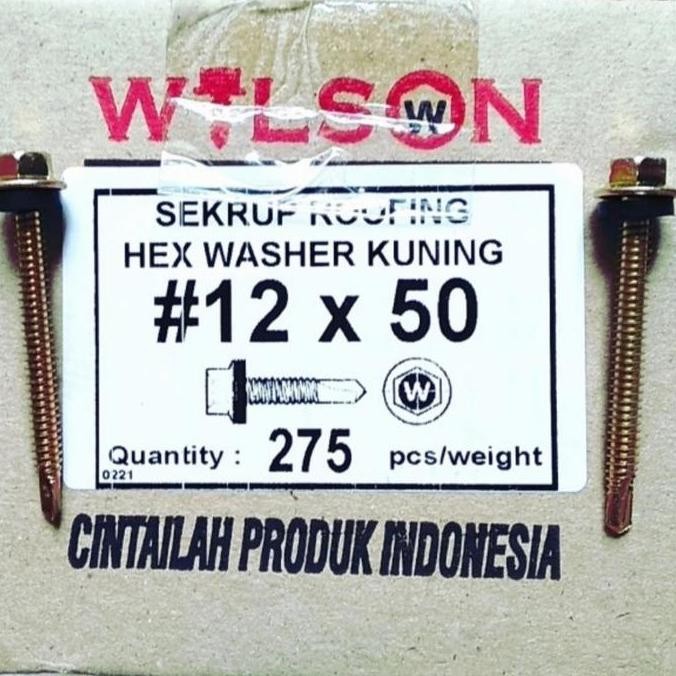 WILSON
SEKRUP ROOFING
HEX WASHER KUNING
#12 x 50
W
Quantity : 275 pcs/weight
0221
CINTAILAH PRODUK INDONESIA